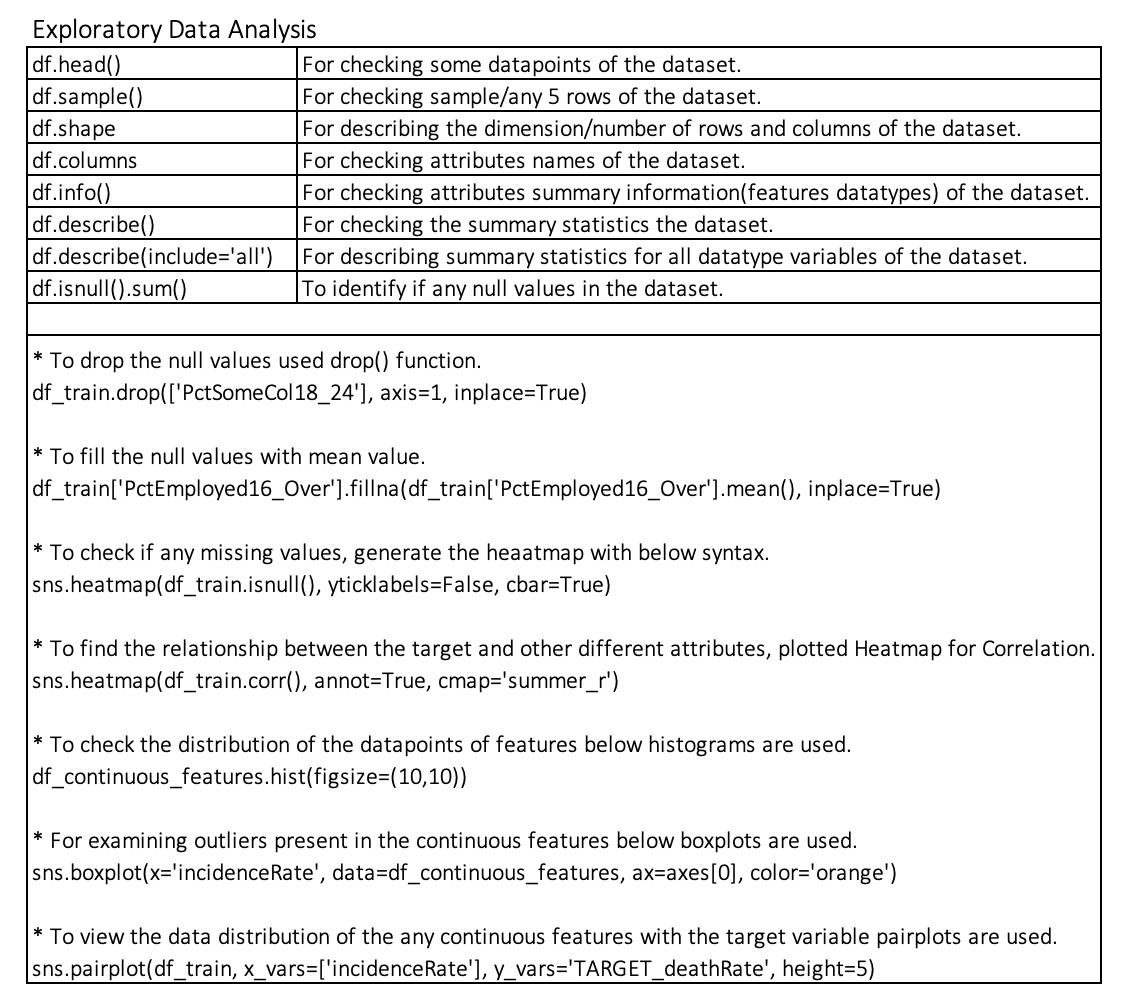 Exploratory Data Analysis
df.head() For checking some datapoints of the dataset.
df.sample() For checking sample/any 5 rows of the dataset.
df.shape For describing the dimension/number of rows and columns of the dataset.
df.columns For checking attributes names of the dataset.
df.info() For checking attributes summary information(features datatypes) of the dataset.
df.describe() For checking the summary statistics the dataset.
df.describe(include='all') For describing summary statistics for all datatype variables of the dataset.
df.isnull().sum() To identify if any null values in the dataset.
* To drop the null values used drop() function.
df_train.drop(['PctSomeCol18_24'], axis=1, inplace=True)
* To fill the null values with mean value.
df_train['PctEmployed16_Over'].fillna(df_train['PctEmployed16_Over'].mean(), inplace=True)
* To check if any missing values, generate the heaatmap with below syntax.
sns.heatmap(df_train.isnull(), yticklabels=False, cbar=True)
* To find the relationship between the target and other different attributes, plotted Heatmap for Correlation.
sns.heatmap(df_train.corr(), annot=True, cmap='summer_r')
* To check the distribution of the datapoints of features below histograms are used.
df_continuous_features.hist(figsize=(10,10))
* For examining outliers present in the continuous features below boxplots are used.
sns.boxplot(x='incidenceRate', data=df_continuous_features, ax=axes[0], color='orange')
* To view the data distribution of the any continuous features with the target variable pairplots are used.
sns.pairplot(df_train, x_vars=['incidenceRate'], y_vars='TARGET_deathRate', height=5)